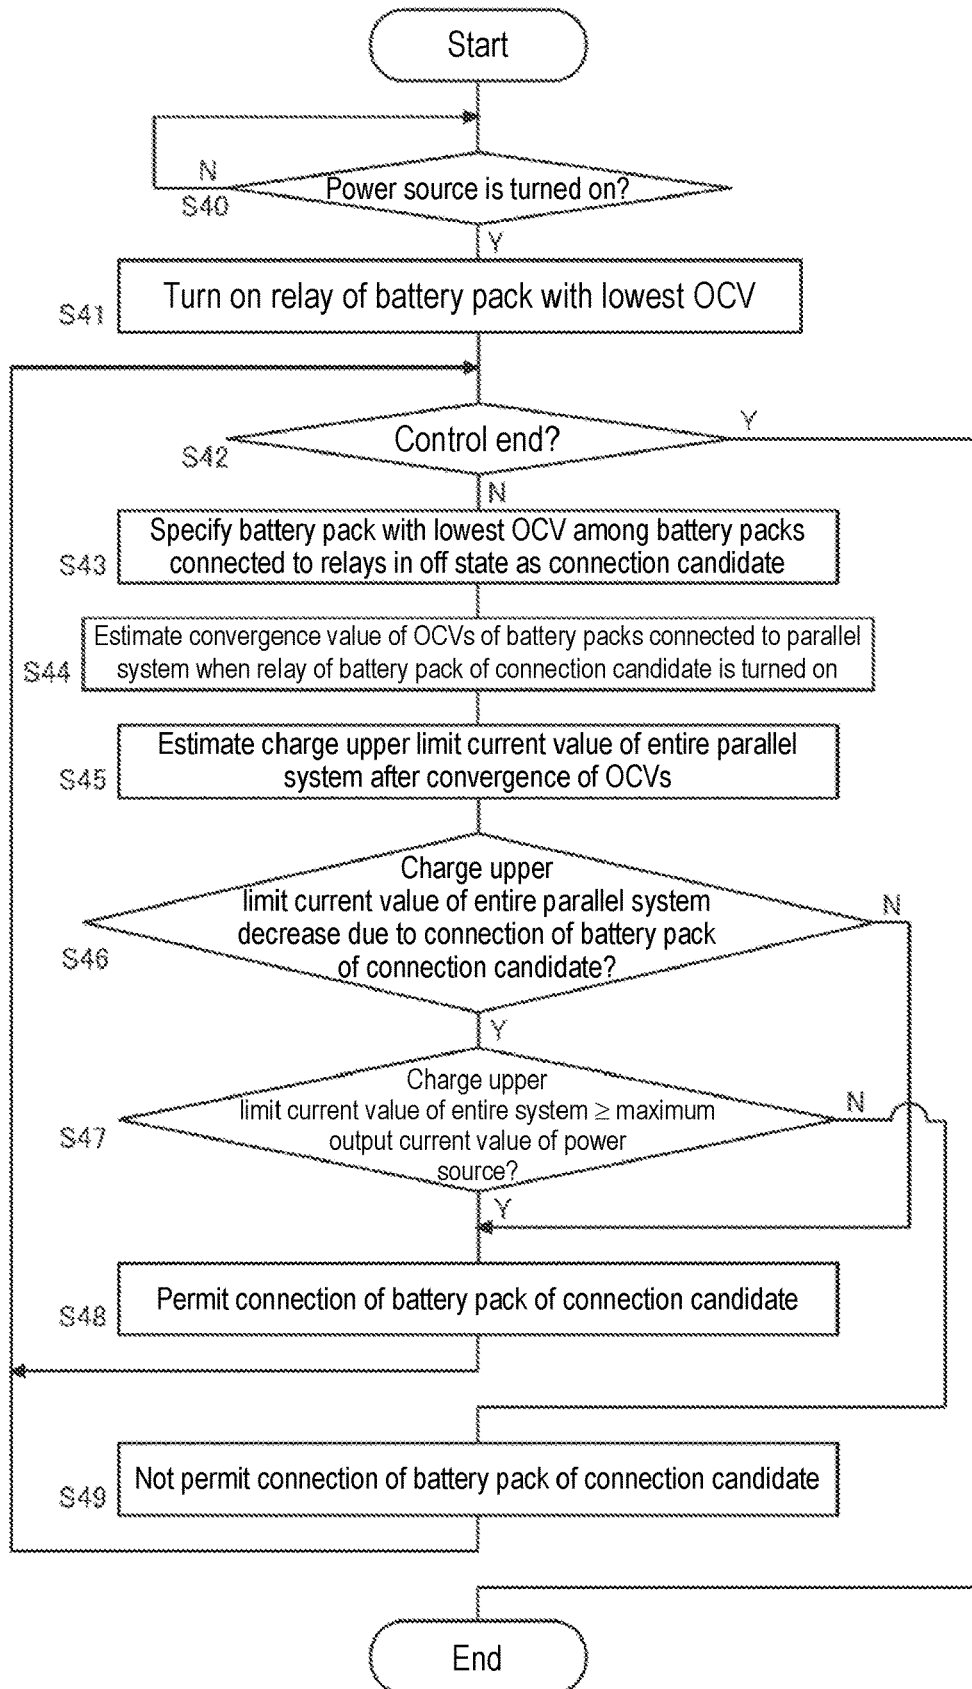 Start
N
Power source is turned on?
S40
Y
Turn on relay of battery pack with lowest OCV
S41
Y
Control end?
S42
N
Specify battery pack with lowest OCV among battery packs
connected to relays in off state as connection candidate
S43
Estimate convergence value of OCVs of battery packs connected to parallel
system when relay of battery pack of connection candidate is turned on
S44
Estimate charge upper limit current value of entire parallel
system after convergence of OCVs
S45
Charge upper
limit current value of entire parallel system
decrease due to connection of battery pack
of connection candidate?
N
S46
Y
Charge upper
limit current value of entire system ≥ maximum
output current value of power
source?
N
S47
Y
Permit connection of battery pack of connection candidate
S48
Not permit connection of battery pack of connection candidate
S49
End